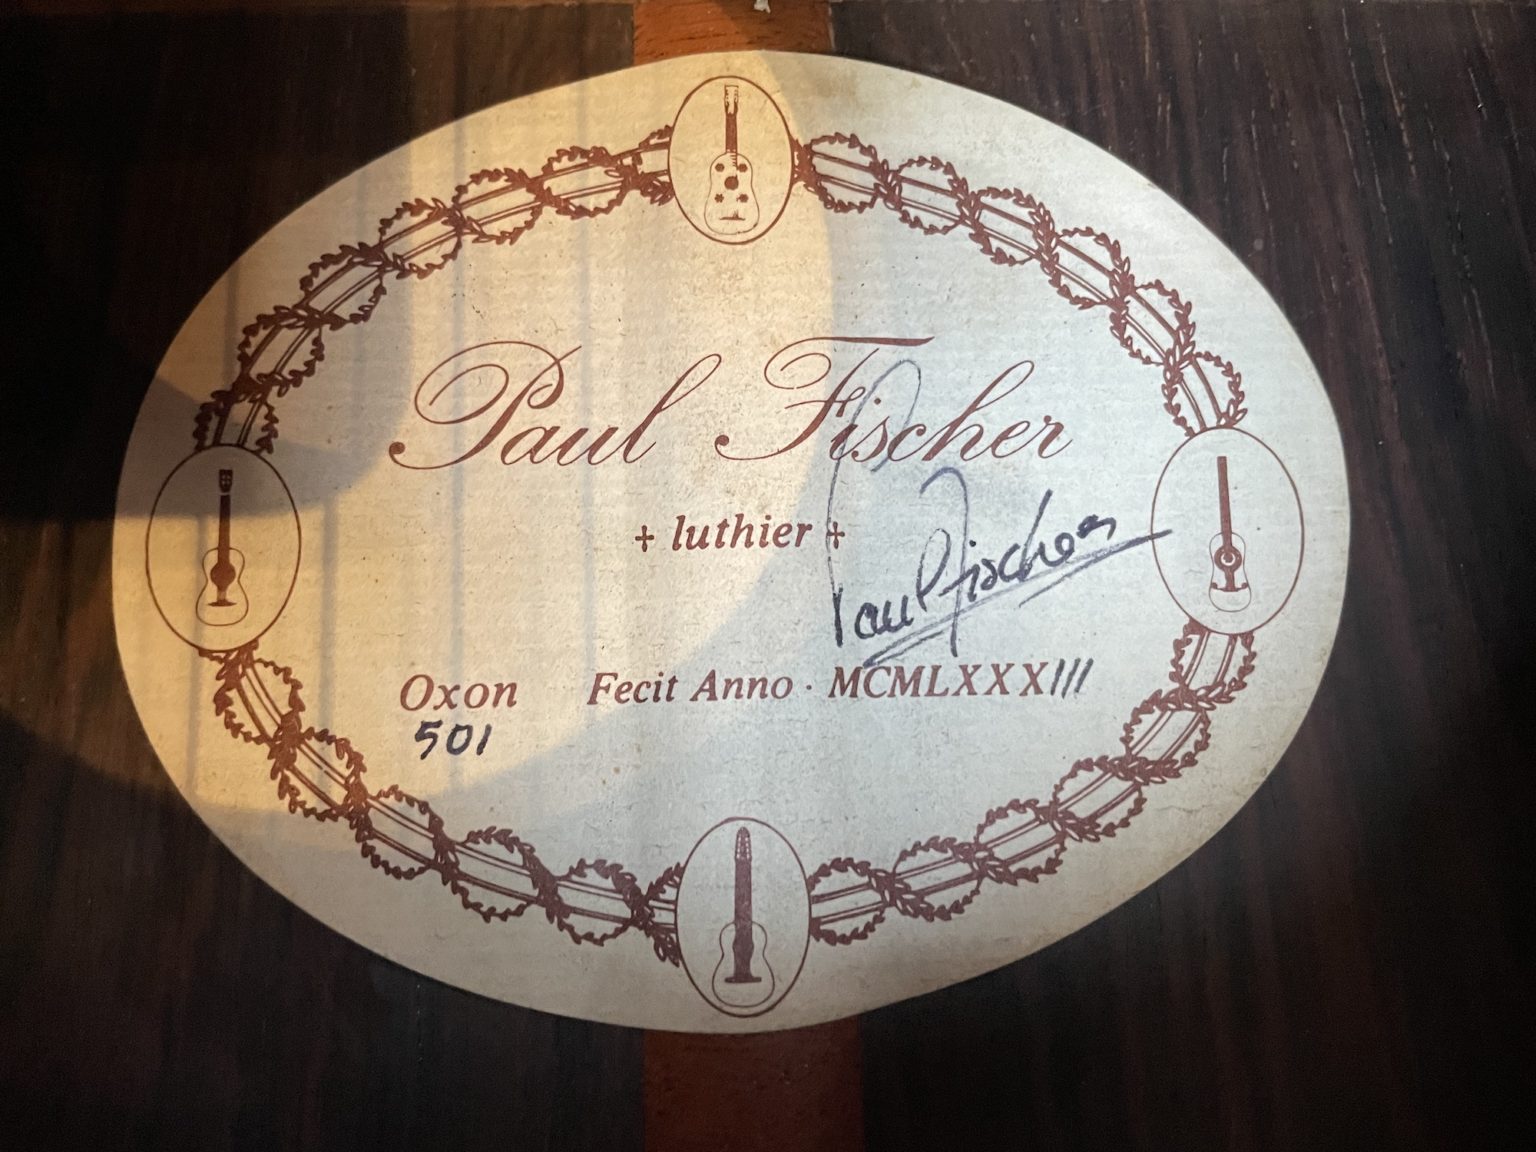 Paul Fischer
+ luthier +
Paul Fischer
Oxon Fecit Anno · MCMLXXXIII
501